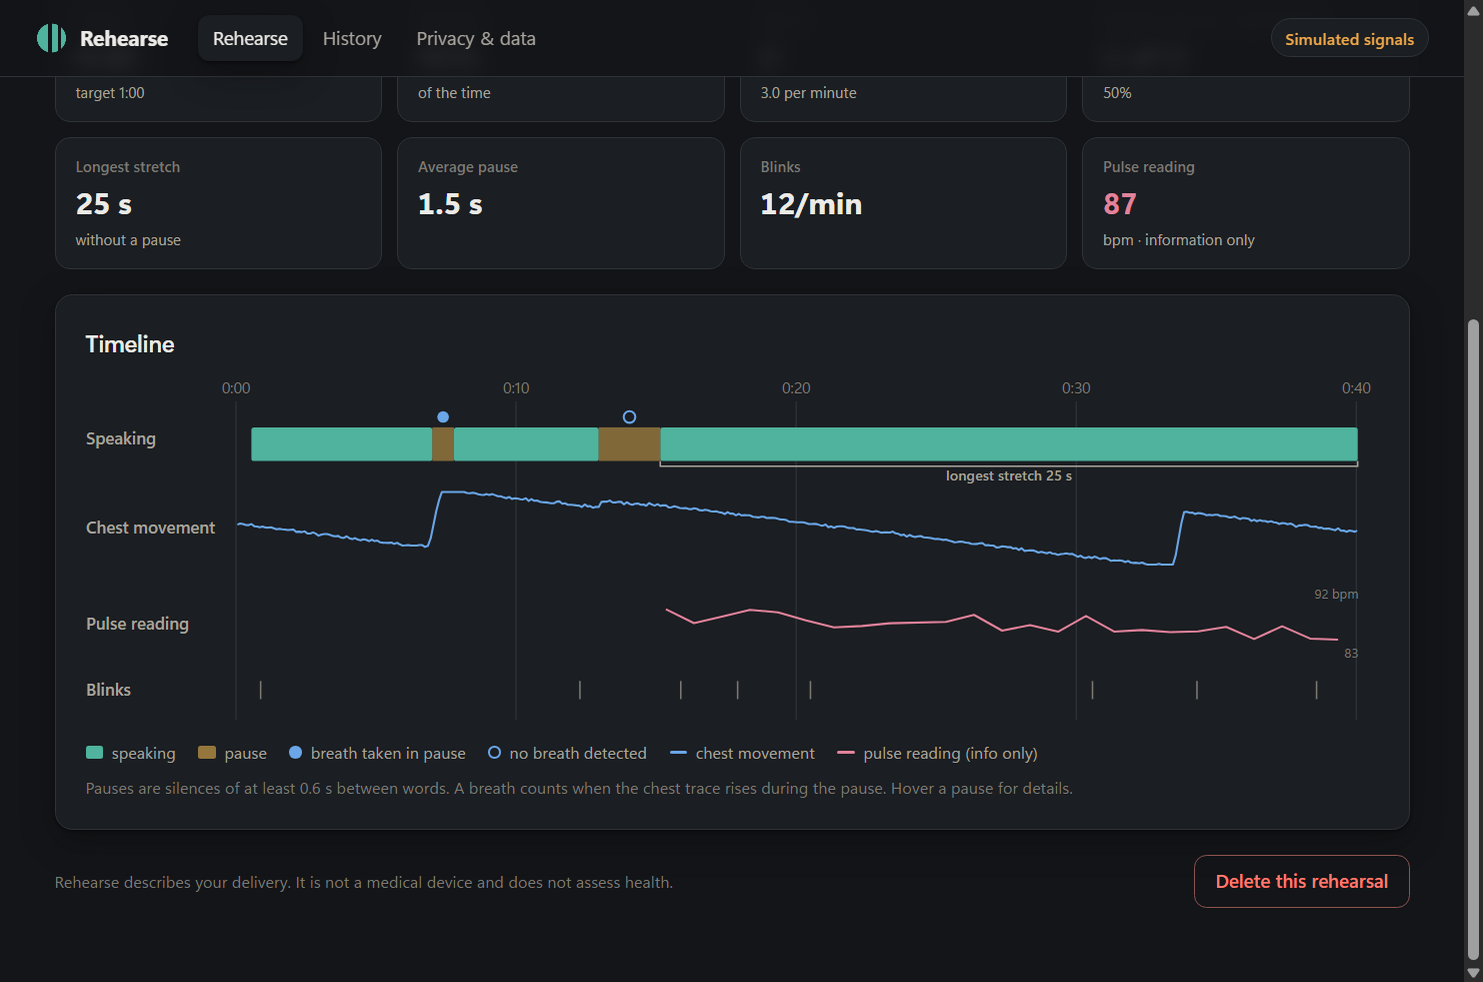 Rehearse
Rehearse
History
Privacy & data
Simulated signals
target 1:00
of the time
3.0 per minute
50%
Longest stretch
25 s
without a pause
Average pause
1.5 s
Blinks
12/min
Pulse reading
87
bpm · information only
Timeline
0:00 0:10 0:20 0:30 0:40
Speaking
longest stretch 25 s
Chest movement
92 bpm
Pulse reading
83
Blinks
speaking pause breath taken in pause no breath detected chest movement pulse reading (info only)
Pauses are silences of at least 0.6 s between words. A breath counts when the chest trace rises during the pause. Hover a pause for details.
Rehearse describes your delivery. It is not a medical device and does not assess health.
Delete this rehearsal